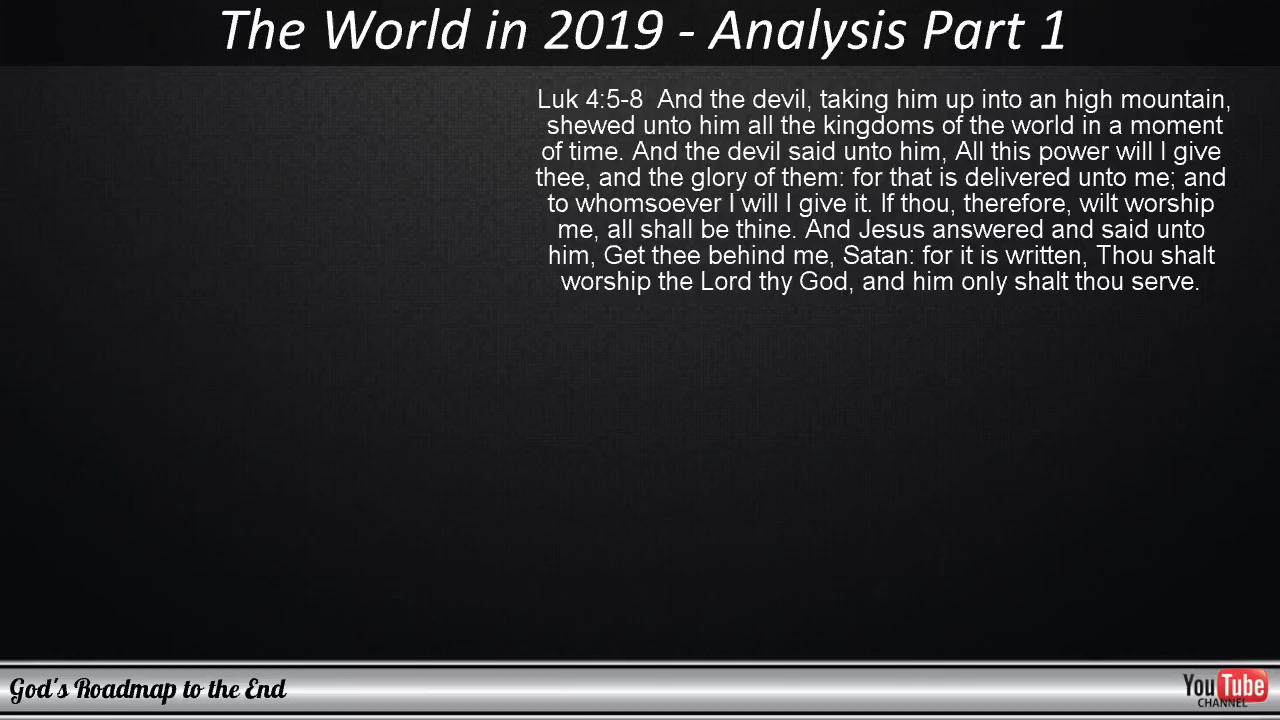 The World in 2019 - Analysis Part 1
Luk 4:5-8  And the devil, taking him up into an high mountain,
shewed unto him all the kingdoms of the world in a moment
of time. And the devil said unto him, All this power will I give
thee, and the glory of them: for that is delivered unto me; and
to whomsoever I will I give it. If thou, therefore, wilt worship
me, all shall be thine. And Jesus answered and said unto
him, Get thee behind me, Satan: for it is written, Thou shalt
worship the Lord thy God, and him only shalt thou serve.
God's Roadmap to the End
YouTube
CHANNEL